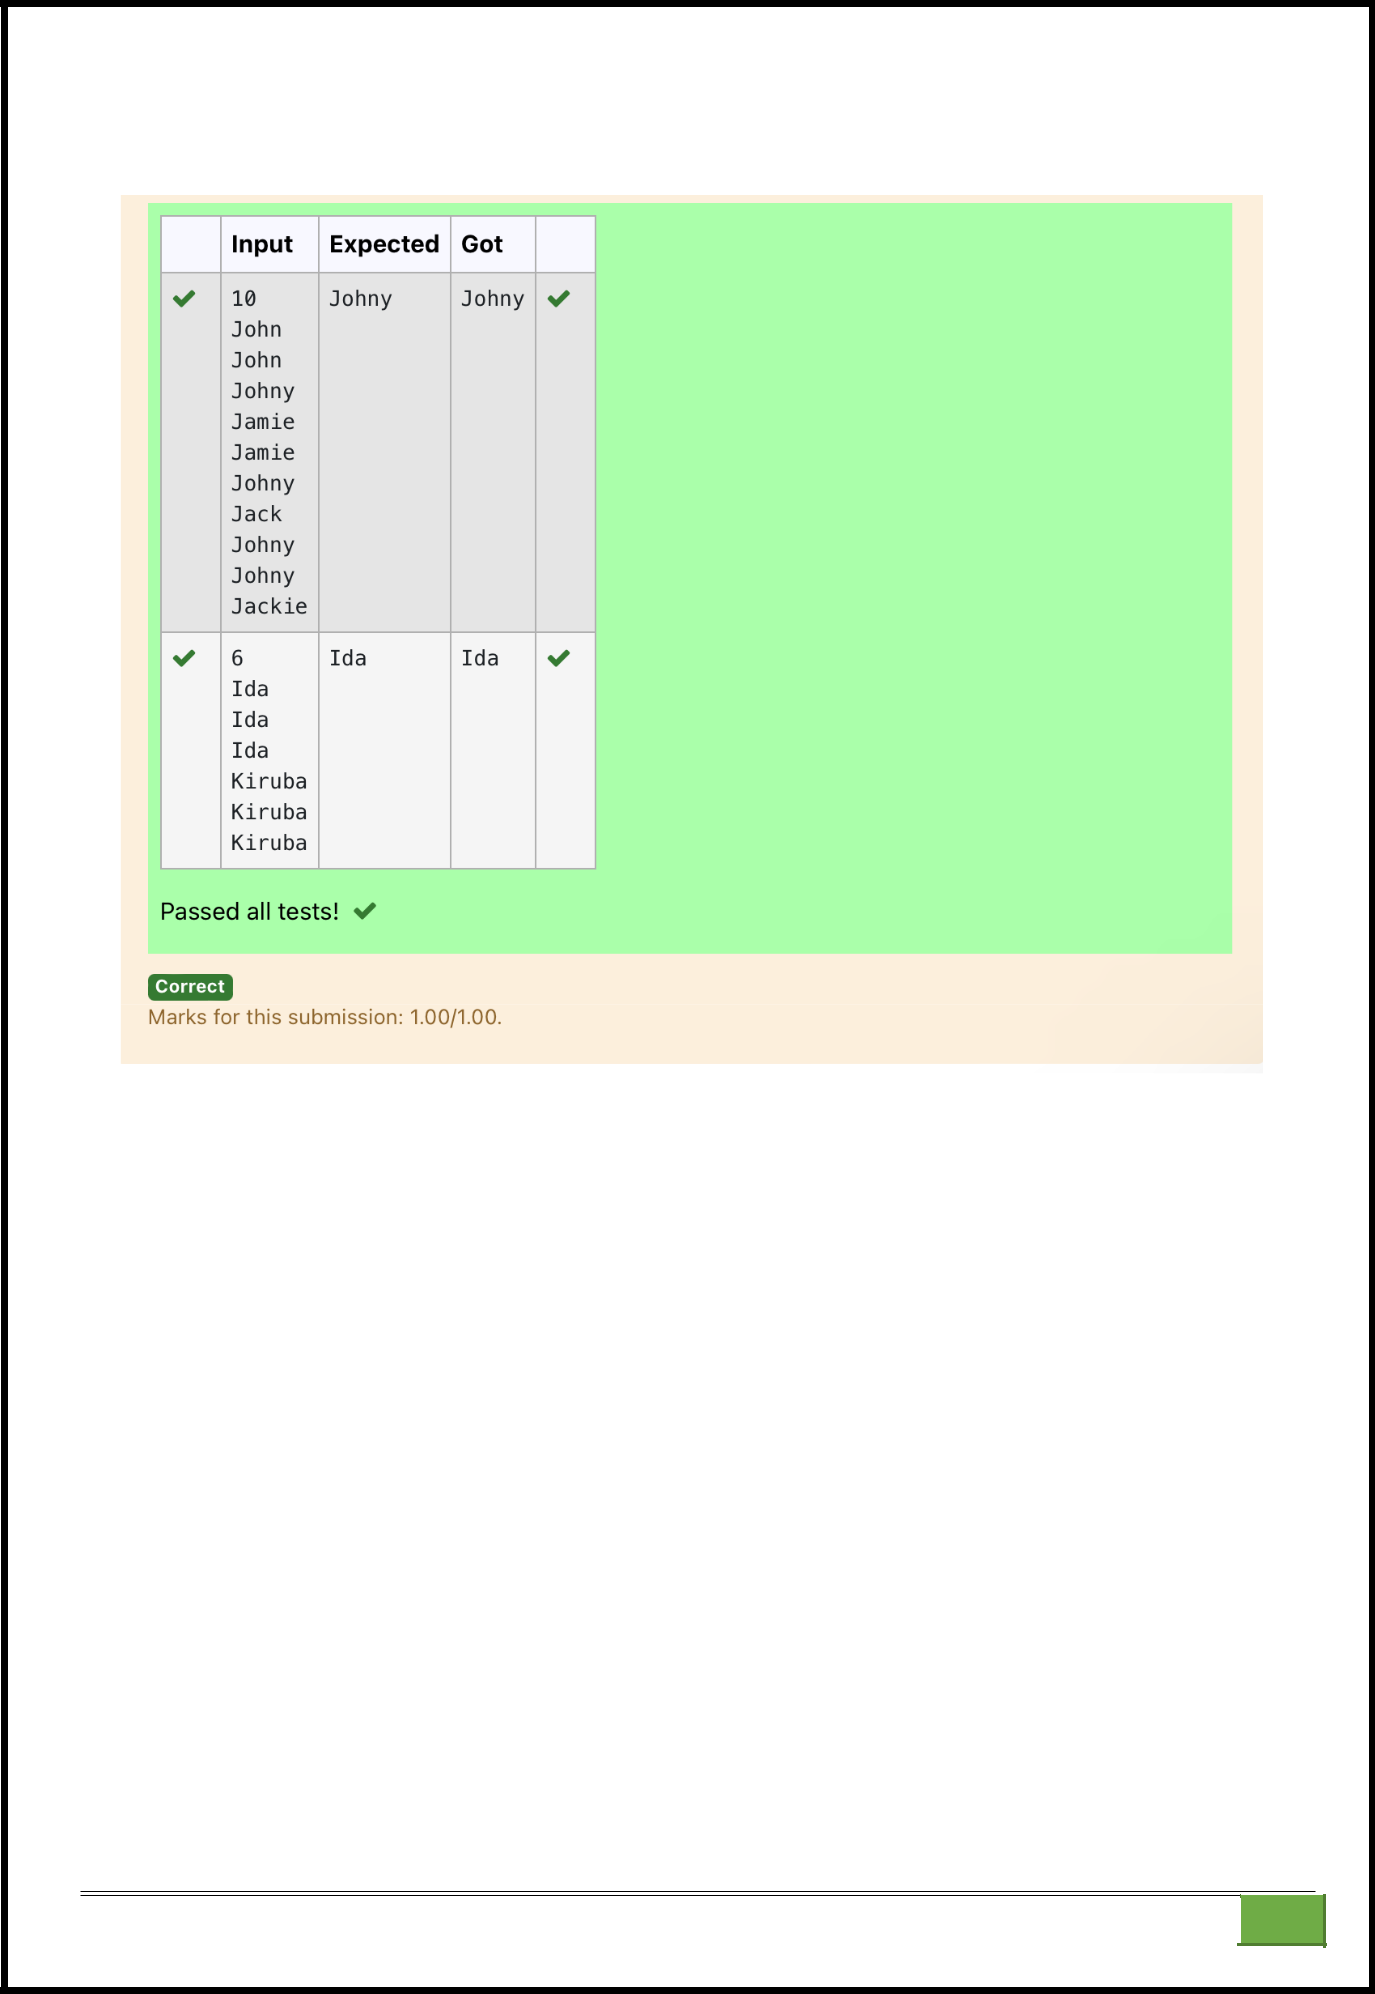 Input Expected Got
10 Johny Johny
John
John
Johny
Jamie
Jamie
Johny
Jack
Johny
Johny
Jackie
6 Ida Ida
Ida
Ida
Ida
Kiruba
Kiruba
Kiruba
Passed all tests!
Correct
Marks for this submission: 1.00/1.00.